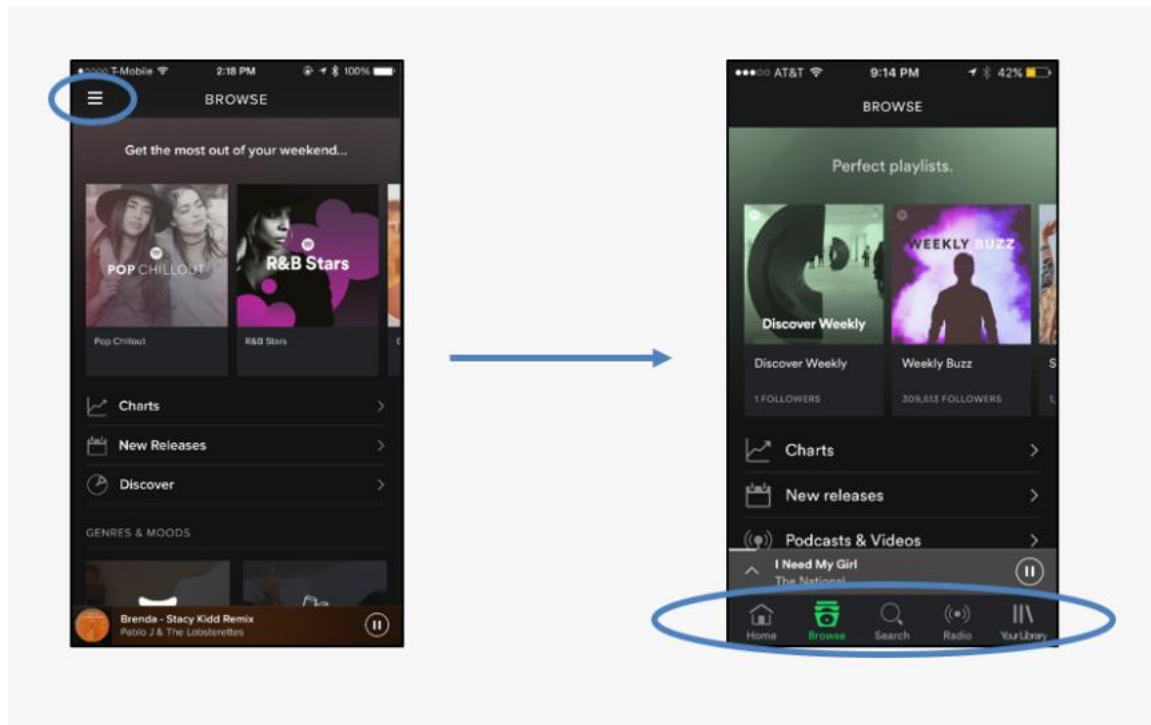 T-Mobile 2:18 PM 100%
BROWSE
Get the most out of your weekend...
POP CHILLOUT
R&B Stars
Pop Chillout
R&B Stars
C
Charts
New Releases
Discover
GENRES & MOODS
Brenda - Stacy Kidd Remix
Pablo J & The Lobsterettes
AT&T 9:14 PM 42%
BROWSE
Perfect playlists.
Discover Weekly
WEEKLY BUZZ
Discover Weekly
Weekly Buzz
S
1 FOLLOWERS
309,513 FOLLOWERS
1,
Charts
New releases
Podcasts & Videos
I Need My Girl
The National
Home
Browse
Search
Radio
Your Library